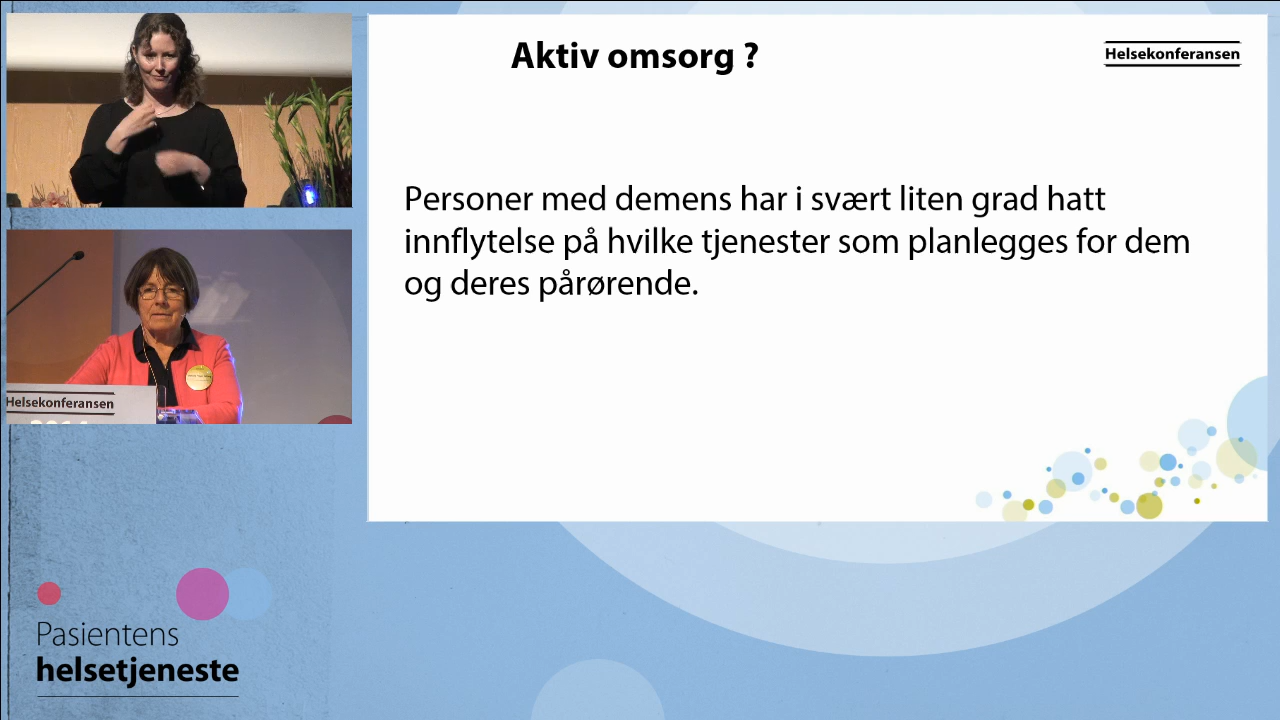 Aktiv omsorg ?
Helsekonferansen
Personer med demens har i svært liten grad hatt
innflytelse på hvilke tjenester som planlegges for dem
og deres pårørende.
Helsekonferansen
Pasientens
helsetjeneste